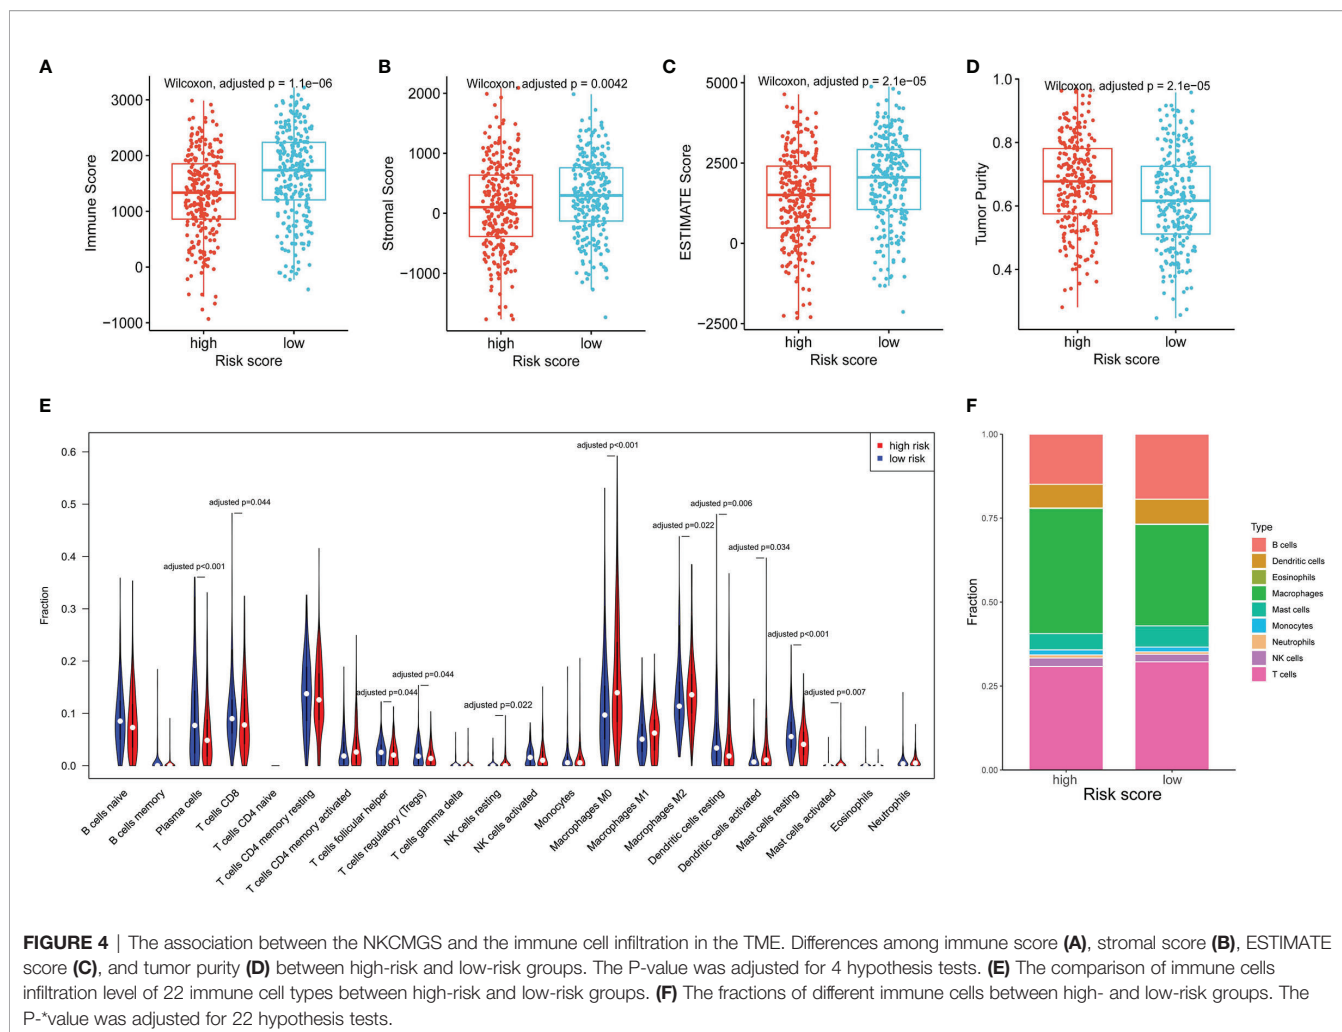 A
Wilcoxon, adjusted p = 1.1e−06
Immune Score
3000
2000
1000
0
−1000
high
low
Risk score
B
Wilcoxon, adjusted p = 0.0042
Stromal Score
2000
1000
0
−1000
high
low
Risk score
C
Wilcoxon, adjusted p = 2.1e−05
ESTIMATE Score
5000
2500
0
−2500
high
low
Risk score
D
Wilcoxon, adjusted p = 2.1e−05
Tumor Purity
1.0
0.8
0.6
0.4
high
low
Risk score
E
Fraction
0.6
0.5
0.4
0.3
0.2
0.1
0.0
high risk
low risk
adjusted p<0.001
adjusted p=0.044
adjusted p=0.044
adjusted p=0.044
adjusted p=0.022
adjusted p<0.001
adjusted p=0.022
adjusted p=0.006
adjusted p=0.034
adjusted p<0.001
adjusted p=0.007
B cells naive
B cells memory
Plasma cells
T cells CD8
T cells CD4 naive
T cells CD4 memory resting
T cells CD4 memory activated
T cells follicular helper
T cells regulatory (Tregs)
T cells gamma delta
NK cells resting
NK cells activated
Monocytes
Macrophages M0
Macrophages M1
Macrophages M2
Dendritic cells resting
Dendritic cells activated
Mast cells resting
Mast cells activated
Eosinophils
Neutrophils
F
Fraction
1.00
0.75
0.50
0.25
0.00
high
low
Risk score
Type
B cells
Dendritic cells
Eosinophils
Macrophages
Mast cells
Monocytes
Neutrophils
NK cells
T cells
FIGURE 4 | The association between the NKCMGS and the immune cell infiltration in the TME. Differences among immune score (A), stromal score (B), ESTIMATE
score (C), and tumor purity (D) between high-risk and low-risk groups. The P-value was adjusted for 4 hypothesis tests. (E) The comparison of immune cells
infiltration level of 22 immune cell types between high-risk and low-risk groups. (F) The fractions of different immune cells between high- and low-risk groups. The
P-*value was adjusted for 22 hypothesis tests.